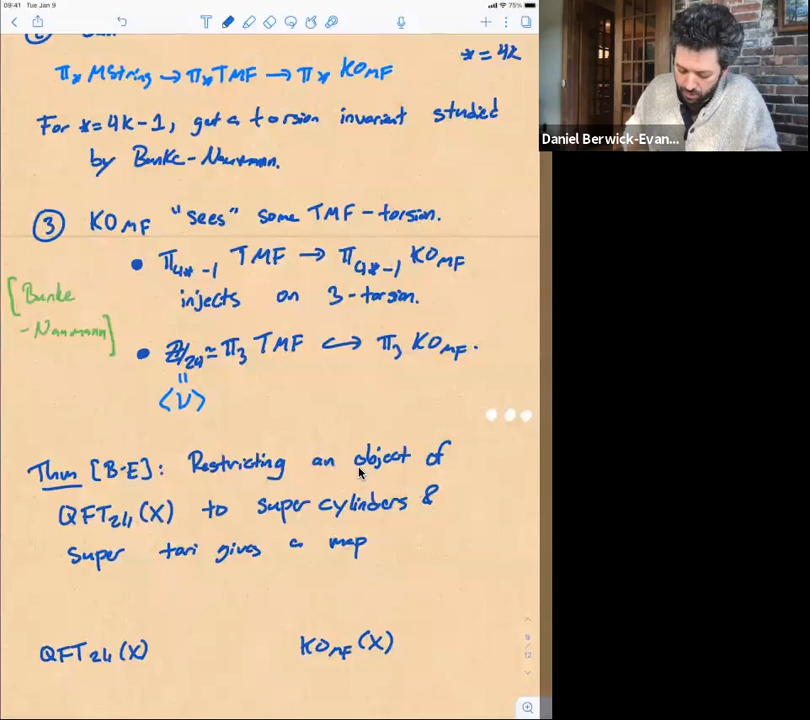 09:41 Tue Jan 9
75%
* = 4k
π* MString → π* TMF → π* KO_MF
For * = 4k-1, get a torsion invariant studied
by Bunke-Naumann.
③ KO_MF "sees" some TMF-torsion.
• π_{4*-1} TMF → π_{4*-1} KO_MF
injects on 3-torsion.
[Bunke
-Naumann]
• ℤ/24 ≃ π_3 TMF ↪ π_3 KO_MF.
=
⟨ν⟩
Thm [B-E]: Restricting an object of
QFT_{2|1}(X) to super cylinders &
super tori gives a map
QFT_{2|1}(X) KO_MF(X)
9
12
Daniel Berwick-Evan...